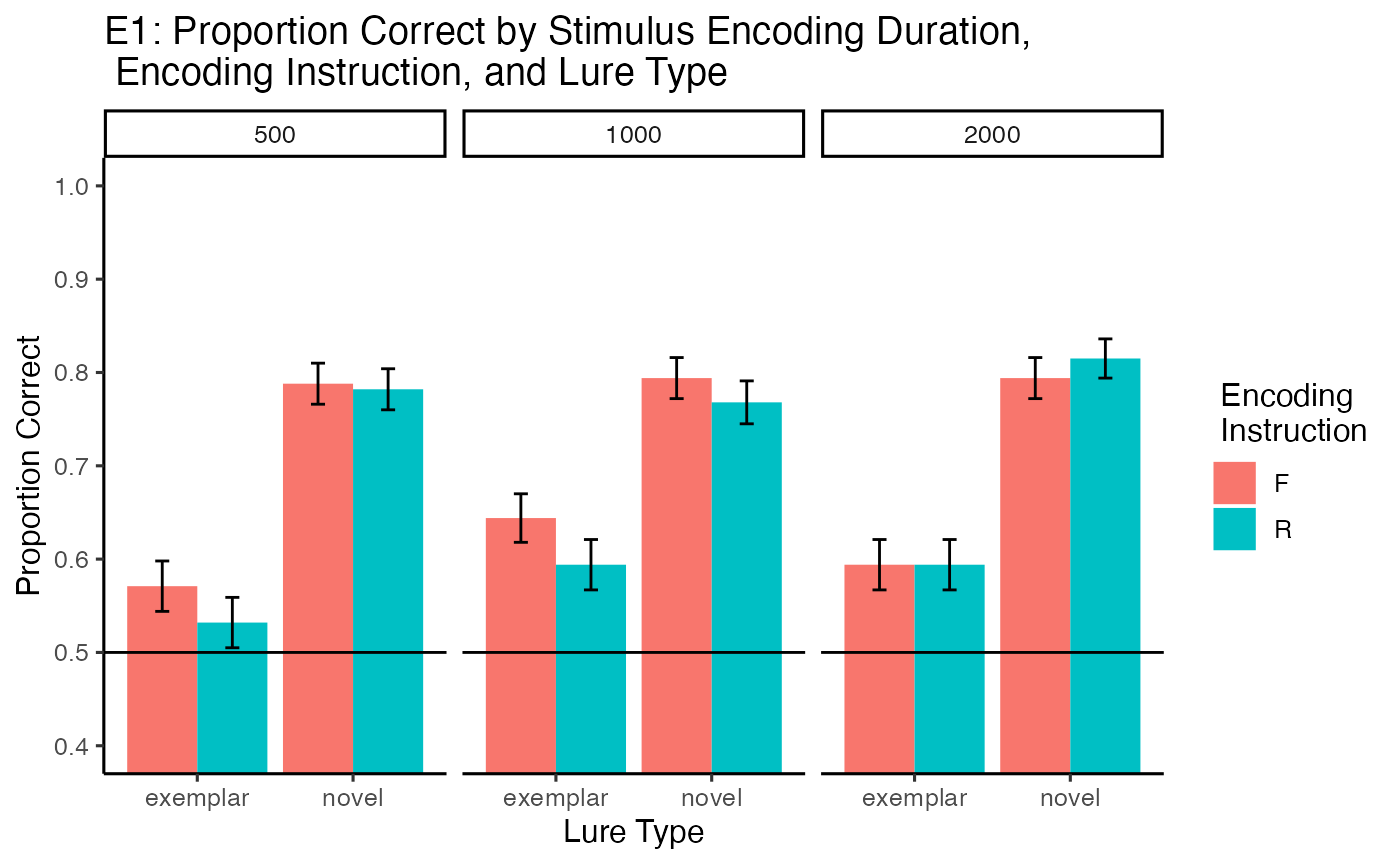 E1: Proportion Correct by Stimulus Encoding Duration,
Encoding Instruction, and Lure Type
500
1000
2000
1.0
0.9
0.8
0.7
0.6
0.5
0.4
Proportion Correct
exemplar
novel
exemplar
novel
exemplar
novel
Lure Type
Encoding
Instruction
F
R